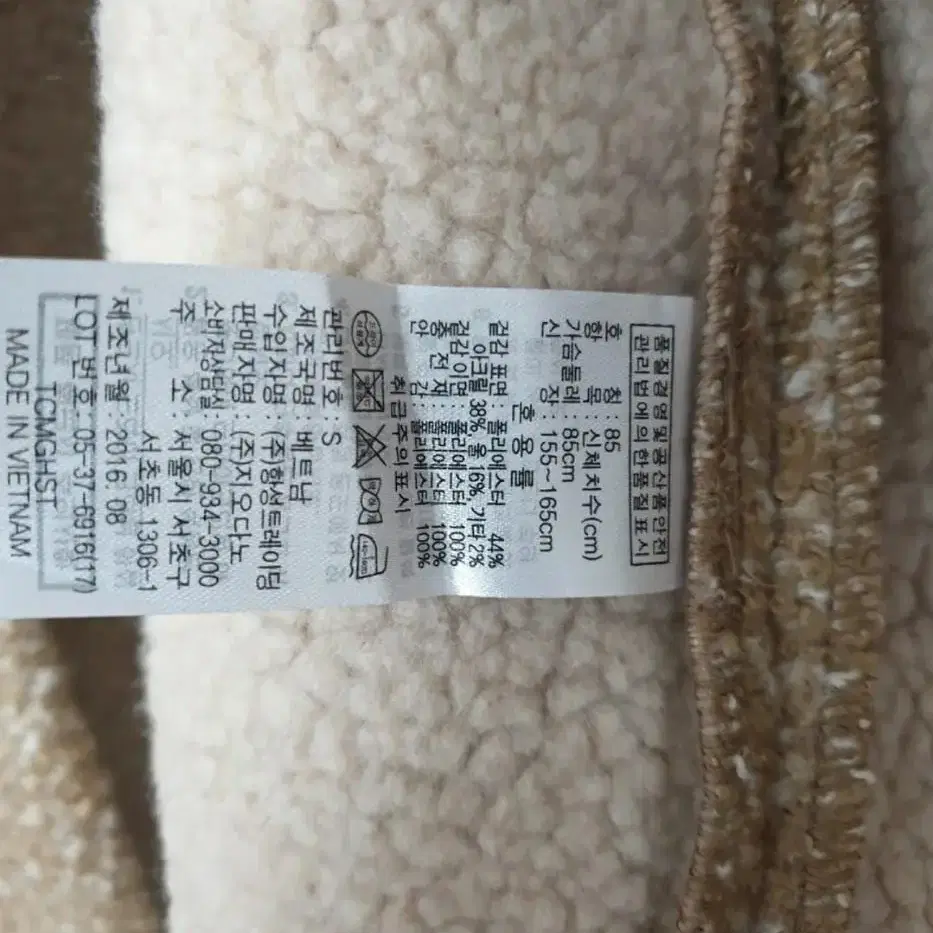 품질경영및공산품안전
관리법에의한품질표시
호 칭 : 85
항 목 : 신체치수(cm)
가슴둘레 : 85cm
신 장 : 155~165cm
혼 용 률
겉감 표면 : 폴리에스터 44%
아크릴 38%, 울 16%, 기타 2%
겉감 이면 : 폴리에스터 100%
충 전 재 : 폴리에스터 100%
안 감 : 폴리에스터 100%
취급주의표시
관리번호 : S
제조국명 : 베트남
수입자명 : (주)항성트레이딩
판매자명 : (주)지오다노
소비자상담실 : 080-934-3000
주 소 : 서울시 서초구
서초동 1306-1
제조년월 : 2016. 08
LOT 번호 : 05-37-6916(17)
TCMGHST
MADE IN VIETNAM